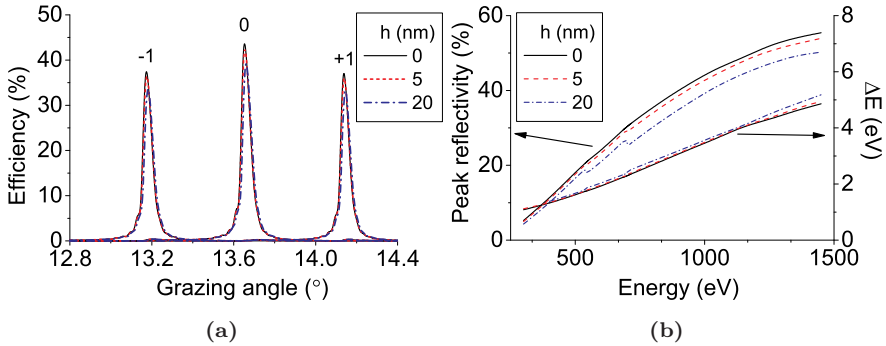 50
40
30
20
10
0
Efficiency (%)
12.8 13.2 13.6 14.0 14.4
Grazing angle (°)
-1
0
+1
h (nm)
0
5
20
(a)
60
40
20
0
Peak reflectivity (%)
h (nm)
0
5
20
8
6
4
2
0
ΔE (eV)
500 1000 1500
Energy (eV)
(b)